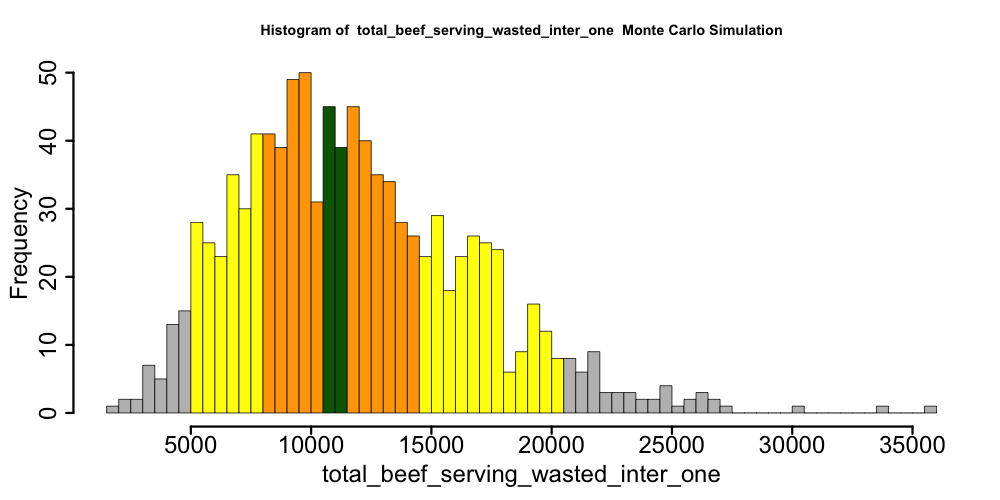 Histogram of  total_beef_serving_wasted_inter_one  Monte Carlo Simulation
50
40
30
20
10
0
Frequency
5000 10000 15000 20000 25000 30000 35000
total_beef_serving_wasted_inter_one